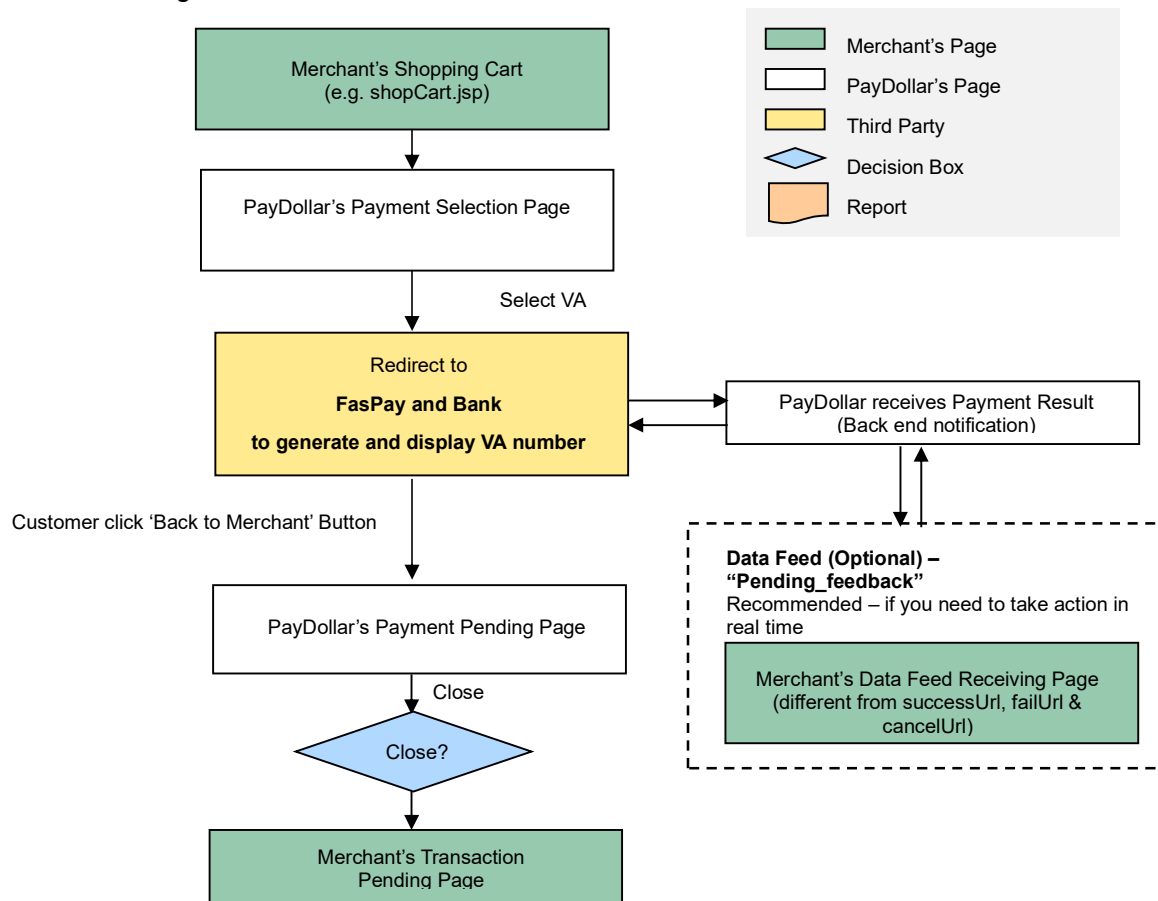 Merchant's Shopping Cart
(e.g. shopCart.jsp)
Merchant's Page
PayDollar's Page
Third Party
Decision Box
Report
PayDollar's Payment Selection Page
Select VA
Redirect to
FasPay and Bank
to generate and display VA number
PayDollar receives Payment Result
(Back end notification)
Customer click 'Back to Merchant' Button
Data Feed (Optional) –
“Pending_feedback”
Recommended – if you need to take action in
real time
Merchant's Data Feed Receiving Page
(different from successUrl, failUrl &
cancelUrl)
PayDollar's Payment Pending Page
Close
Close?
Merchant's Transaction
Pending Page